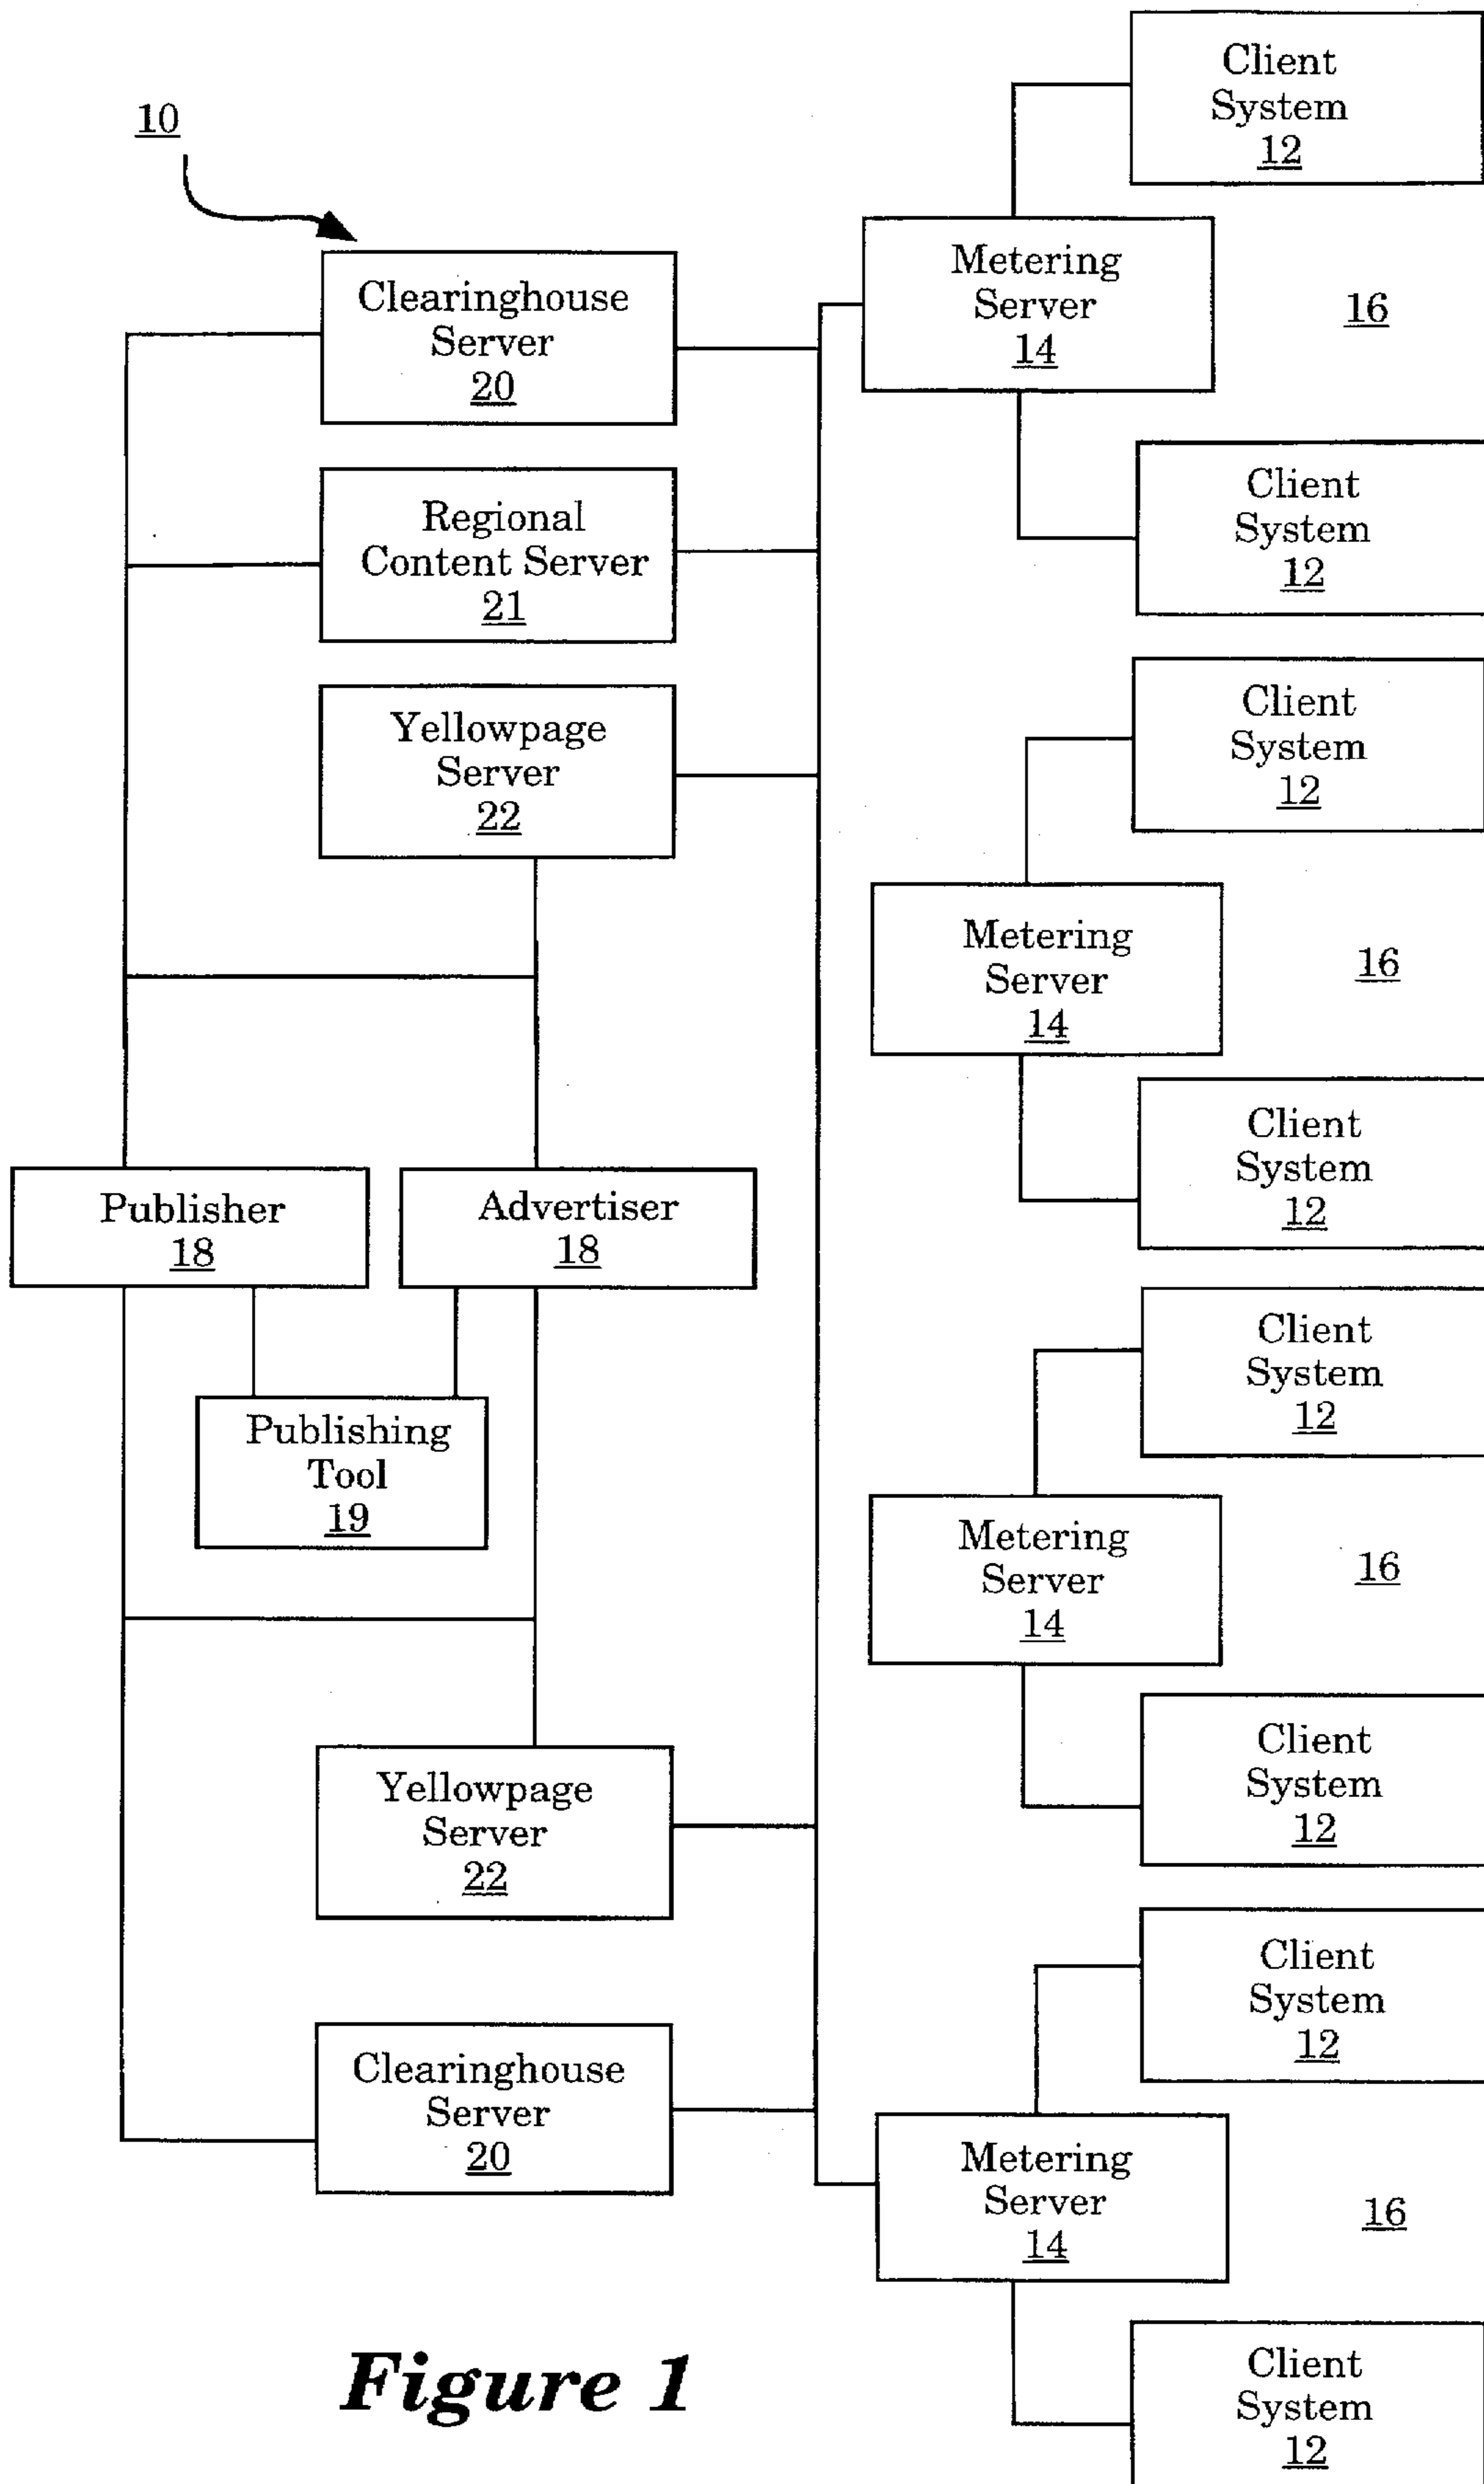 10
Clearinghouse
Server
20
Regional
Content Server
21
Yellowpage
Server
22
Publisher
18
Advertiser
18
Publishing
Tool
19
Yellowpage
Server
22
Clearinghouse
Server
20
Client
System
12
Metering
Server
14
16
Client
System
12
Client
System
12
Metering
Server
14
16
Client
System
12
Client
System
12
Metering
Server
14
16
Client
System
12
Client
System
12
Metering
Server
14
16
Client
System
12
Figure 1